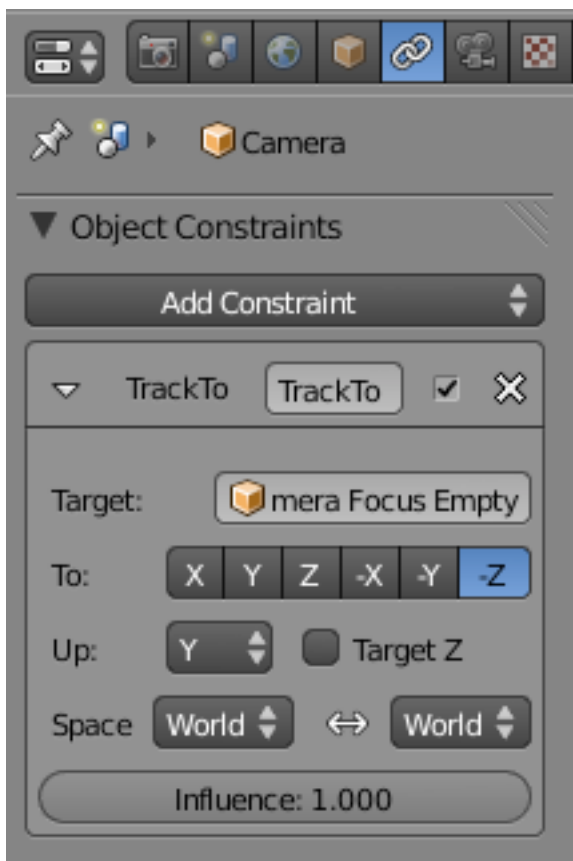 Camera
Object Constraints
Add Constraint
TrackTo TrackTo
Target: mera Focus Empty
To: X Y Z -X -Y -Z
Up: Y Target Z
Space World World
Influence: 1.000